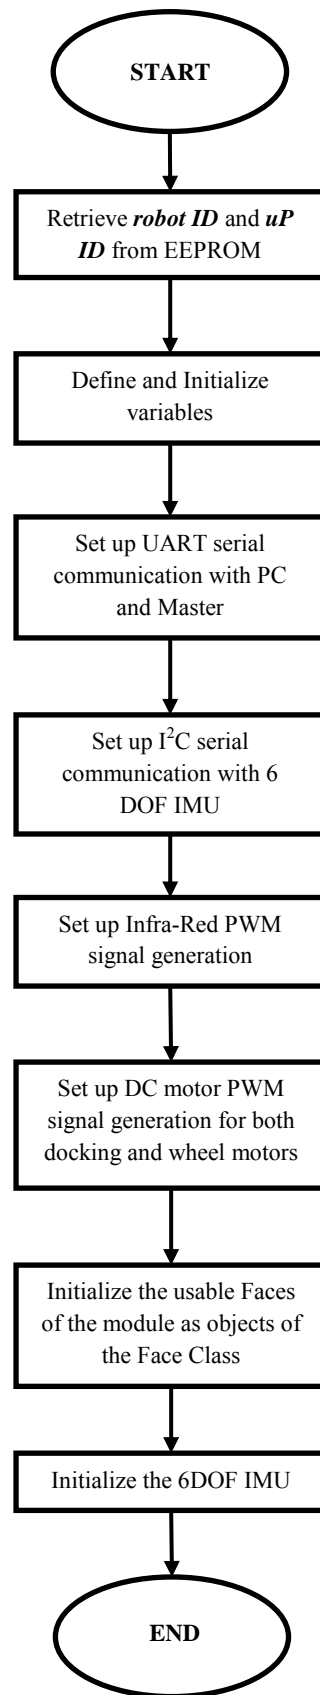 START
Retrieve robot ID and uP
ID from EEPROM
Define and Initialize
variables
Set up UART serial
communication with PC
and Master
Set up I²C serial
communication with 6
DOF IMU
Set up Infra-Red PWM
signal generation
Set up DC motor PWM
signal generation for both
docking and wheel motors
Initialize the usable Faces
of the module as objects of
the Face Class
Initialize the 6DOF IMU
END